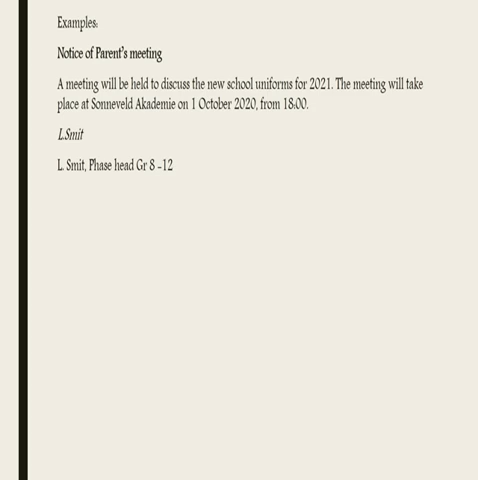 Examples:
Notice of Parent's meeting
A meeting will be held to discuss the new school uniforms for 2021. The meeting will take
place at Sonneveld Akademie on 1 October 2020, from 18:00.
L.Smit
L. Smit, Phase head Gr 8 -12